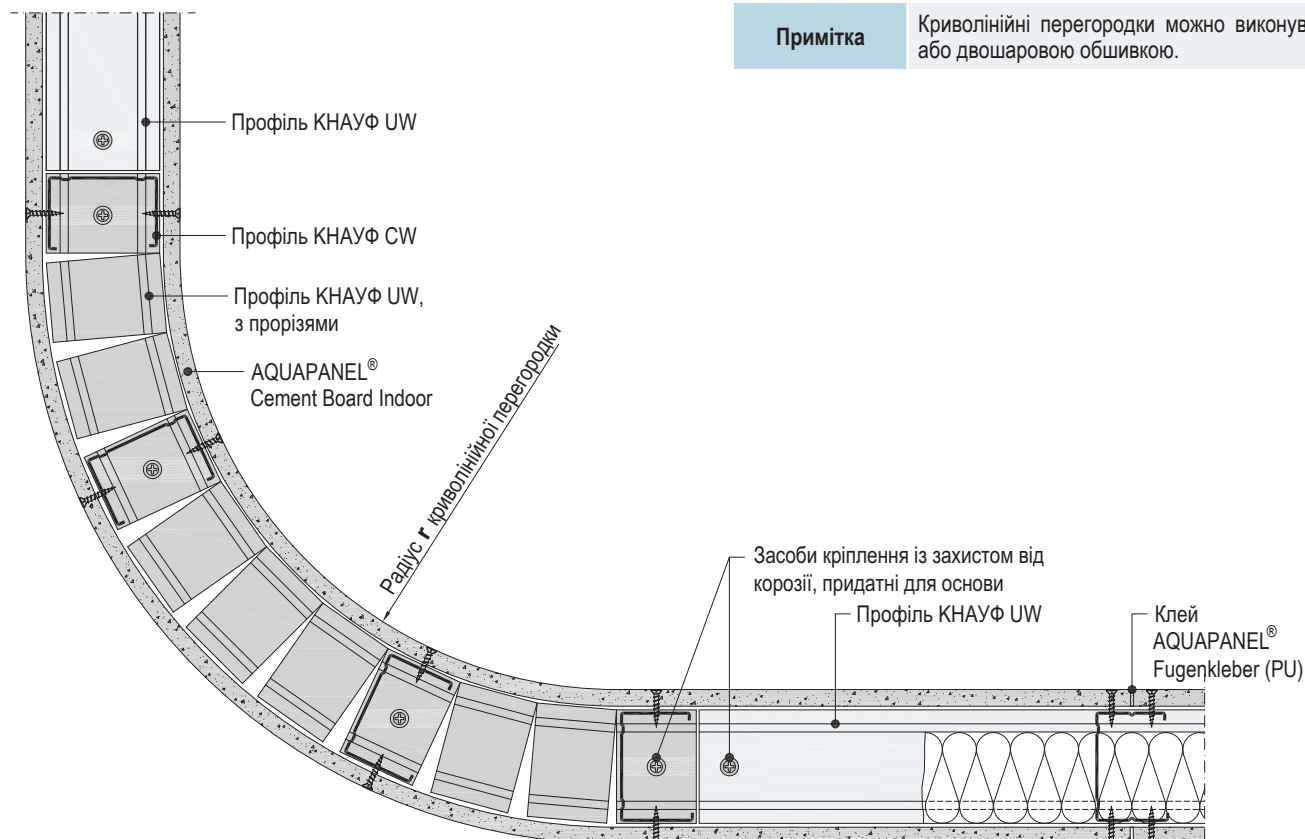 Примітка
Криволінійні перегородки можно виконув
або двошаровою обшивкою.
Профіль КНАУФ UW
Профіль КНАУФ CW
Профіль КНАУФ UW,
з прорізями
AQUAPANEL®
Cement Board Indoor
Радіус r криволінійної перегородки
Засоби кріплення із захистом від
корозії, придатні для основи
Профіль КНАУФ UW
Клей
AQUAPANEL®
Fugenkleber (PU)